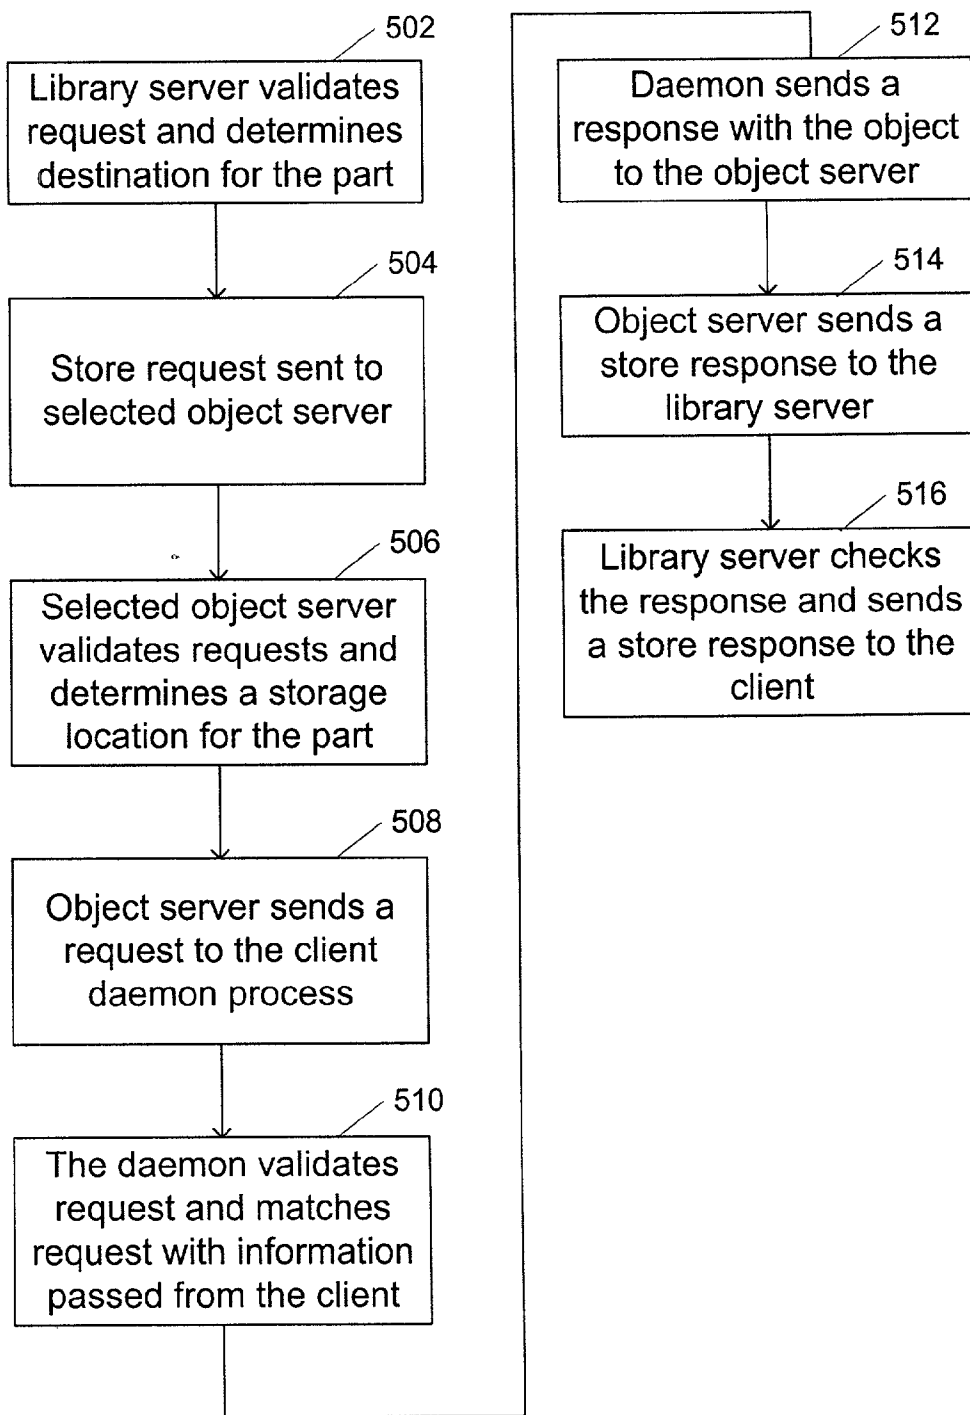 502
Library server validates
request and determines
destination for the part
504
Store request sent to
selected object server
506
Selected object server
validates requests and
determines a storage
location for the part
508
Object server sends a
request to the client
daemon process
510
The daemon validates
request and matches
request with information
passed from the client
512
Daemon sends a
response with the object
to the object server
514
Object server sends a
store response to the
library server
516
Library server checks
the response and sends
a store response to the
client